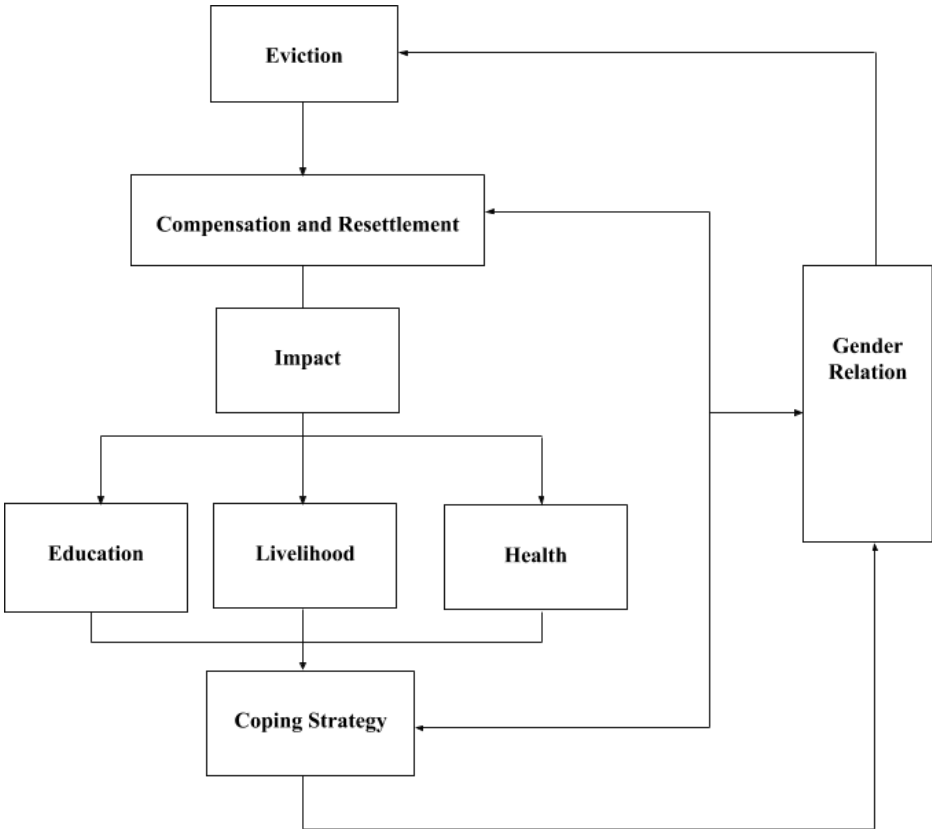 Eviction
Compensation and Resettlement
Impact
Gender
Relation
Education
Livelihood
Health
Coping Strategy